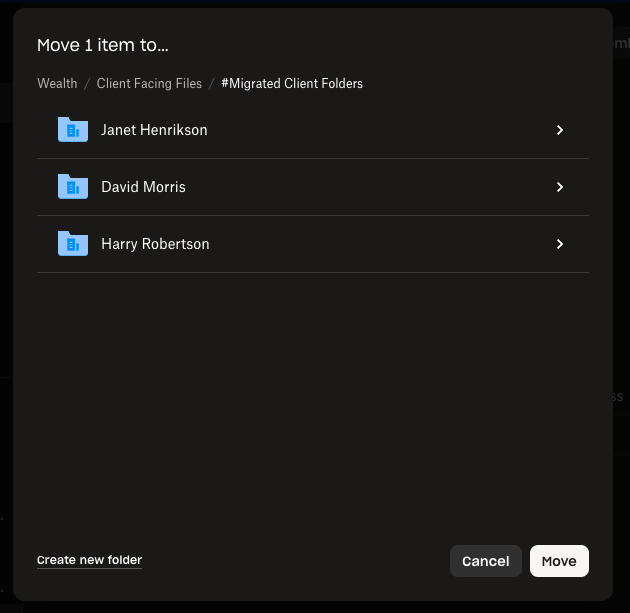 Move 1 item to...
Wealth / Client Facing Files / #Migrated Client Folders
Janet Henrikson
David Morris
Harry Robertson
Create new folder
Cancel
Move